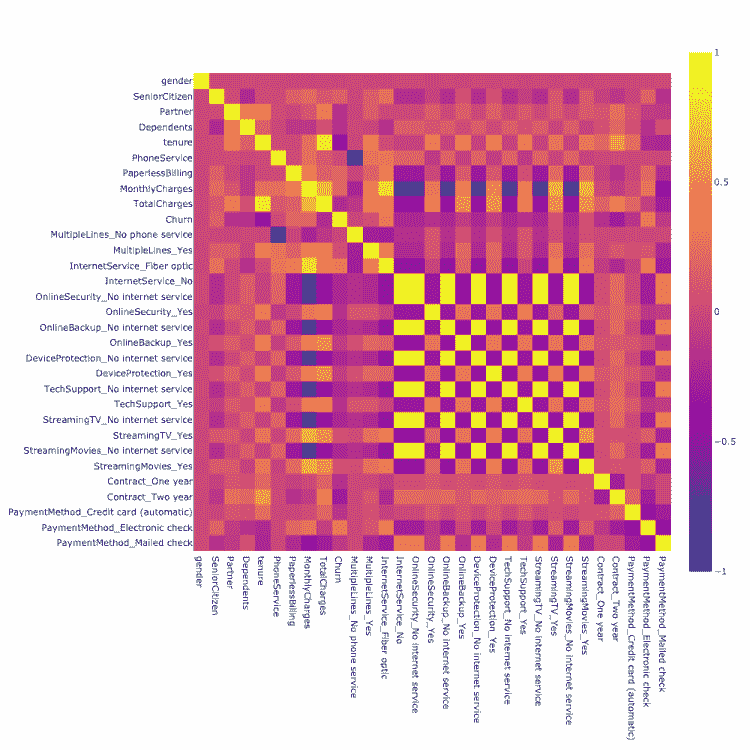 gender
SeniorCitizen
Partner
Dependents
tenure
PhoneService
PaperlessBilling
MonthlyCharges
TotalCharges
Churn
MultipleLines_No phone service
MultipleLines_Yes
InternetService_Fiber optic
InternetService_No
OnlineSecurity_No internet service
OnlineSecurity_Yes
OnlineBackup_No internet service
OnlineBackup_Yes
DeviceProtection_No internet service
DeviceProtection_Yes
TechSupport_No internet service
TechSupport_Yes
StreamingTV_No internet service
StreamingTV_Yes
StreamingMovies_No internet service
StreamingMovies_Yes
Contract_One year
Contract_Two year
PaymentMethod_Credit card (automatic)
PaymentMethod_Electronic check
PaymentMethod_Mailed check
gender
SeniorCitizen
Partner
Dependents
tenure
PhoneService
PaperlessBilling
MonthlyCharges
TotalCharges
Churn
MultipleLines_No phone service
MultipleLines_Yes
InternetService_Fiber optic
InternetService_No
OnlineSecurity_No internet service
OnlineSecurity_Yes
OnlineBackup_No internet service
OnlineBackup_Yes
DeviceProtection_No internet service
DeviceProtection_Yes
TechSupport_No internet service
TechSupport_Yes
StreamingTV_No internet service
StreamingTV_Yes
StreamingMovies_No internet service
StreamingMovies_Yes
Contract_One year
Contract_Two year
PaymentMethod_Credit card (automatic)
PaymentMethod_Electronic check
PaymentMethod_Mailed check
1
0.5
0
−0.5
−1